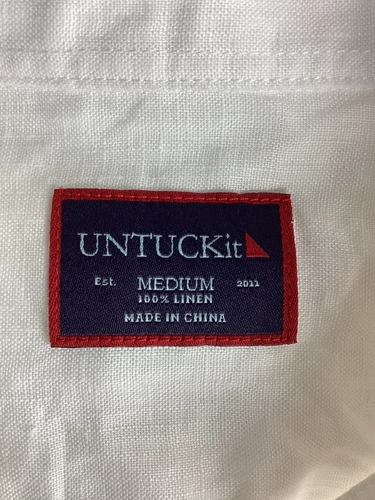 UNTUCKit
Est. MEDIUM 2011
100% LINEN
MADE IN CHINA